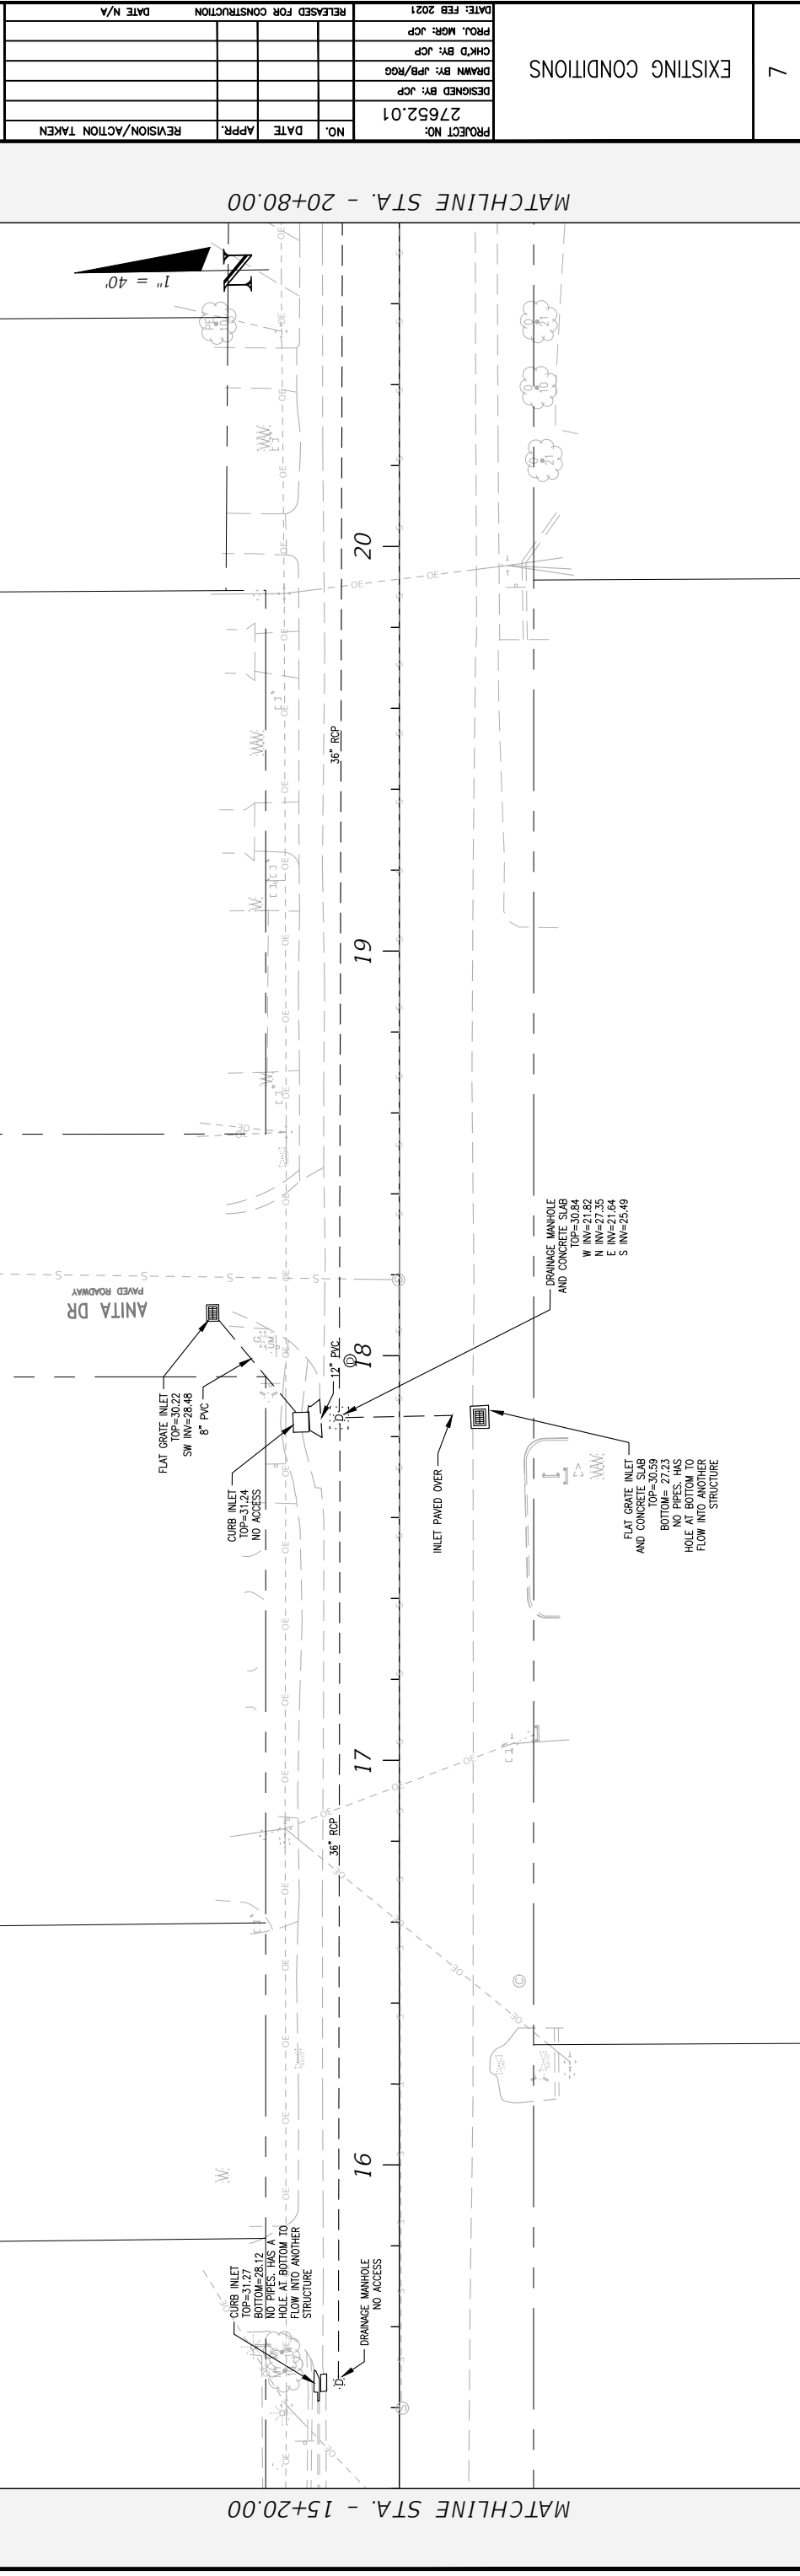 7
EXISTING CONDITIONS
PROJECT NO:
27652.01
DESIGNED BY: JCP
DRAWN BY: JPB/RGG
CHK'D BY: JCP
PROJ. MGR: JCP
DATE: FEB 2021
NO.
DATE
APPR.
REVISION/ACTION TAKEN
RELEASED FOR CONSTRUCTION
DATE N/A
MATCHLINE STA. - 20+80.00
N
1" = 40'
20
OE
OE
36" RCP
19
ANITA DR
PAVED ROADWAY
FLAT GRATE INLET
TOP=30.22
SW INV=28.48
8" PVC
CURB INLET
TOP=31.24
NO ACCESS
12" PVC
18
DRAINAGE MANHOLE
AND CONCRETE SLAB
TOP=30.84
W INV=21.82
N INV=27.35
E INV=21.64
S INV=25.49
INLET PAVED OVER
FLAT GRATE INLET
AND CONCRETE SLAB
TOP=30.59
BOTTOM= 27.23
NO PIPES. HAS
HOLE AT BOTTOM TO
FLOW INTO ANOTHER
STRUCTURE
17
36" RCP
16
CURB INLET
TOP=31.27
BOTTOM=28.12
NO PIPES. HAS A
HOLE AT BOTTOM TO
FLOW INTO ANOTHER
STRUCTURE
DRAINAGE MANHOLE
NO ACCESS
MATCHLINE STA. - 15+20.00